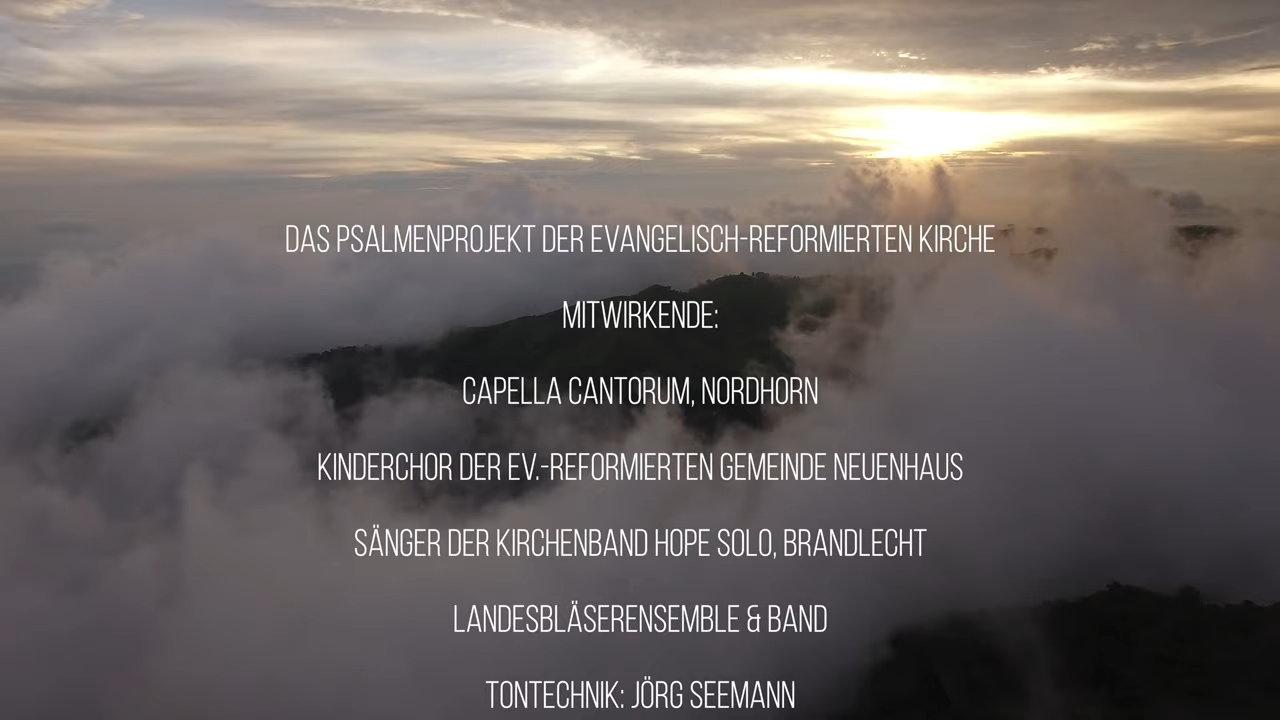 DAS PSALMENPROJEKT DER EVANGELISCH-REFORMIERTEN KIRCHE
MITWIRKENDE:
CAPELLA CANTORUM, NORDHORN
KINDERCHOR DER EV.-REFORMIERTEN GEMEINDE NEUENHAUS
SÄNGER DER KIRCHENBAND HOPE SOLO, BRANDLECHT
LANDESBLÄSERENSEMBLE & BAND
TONTECHNIK: JÖRG SEEMANN